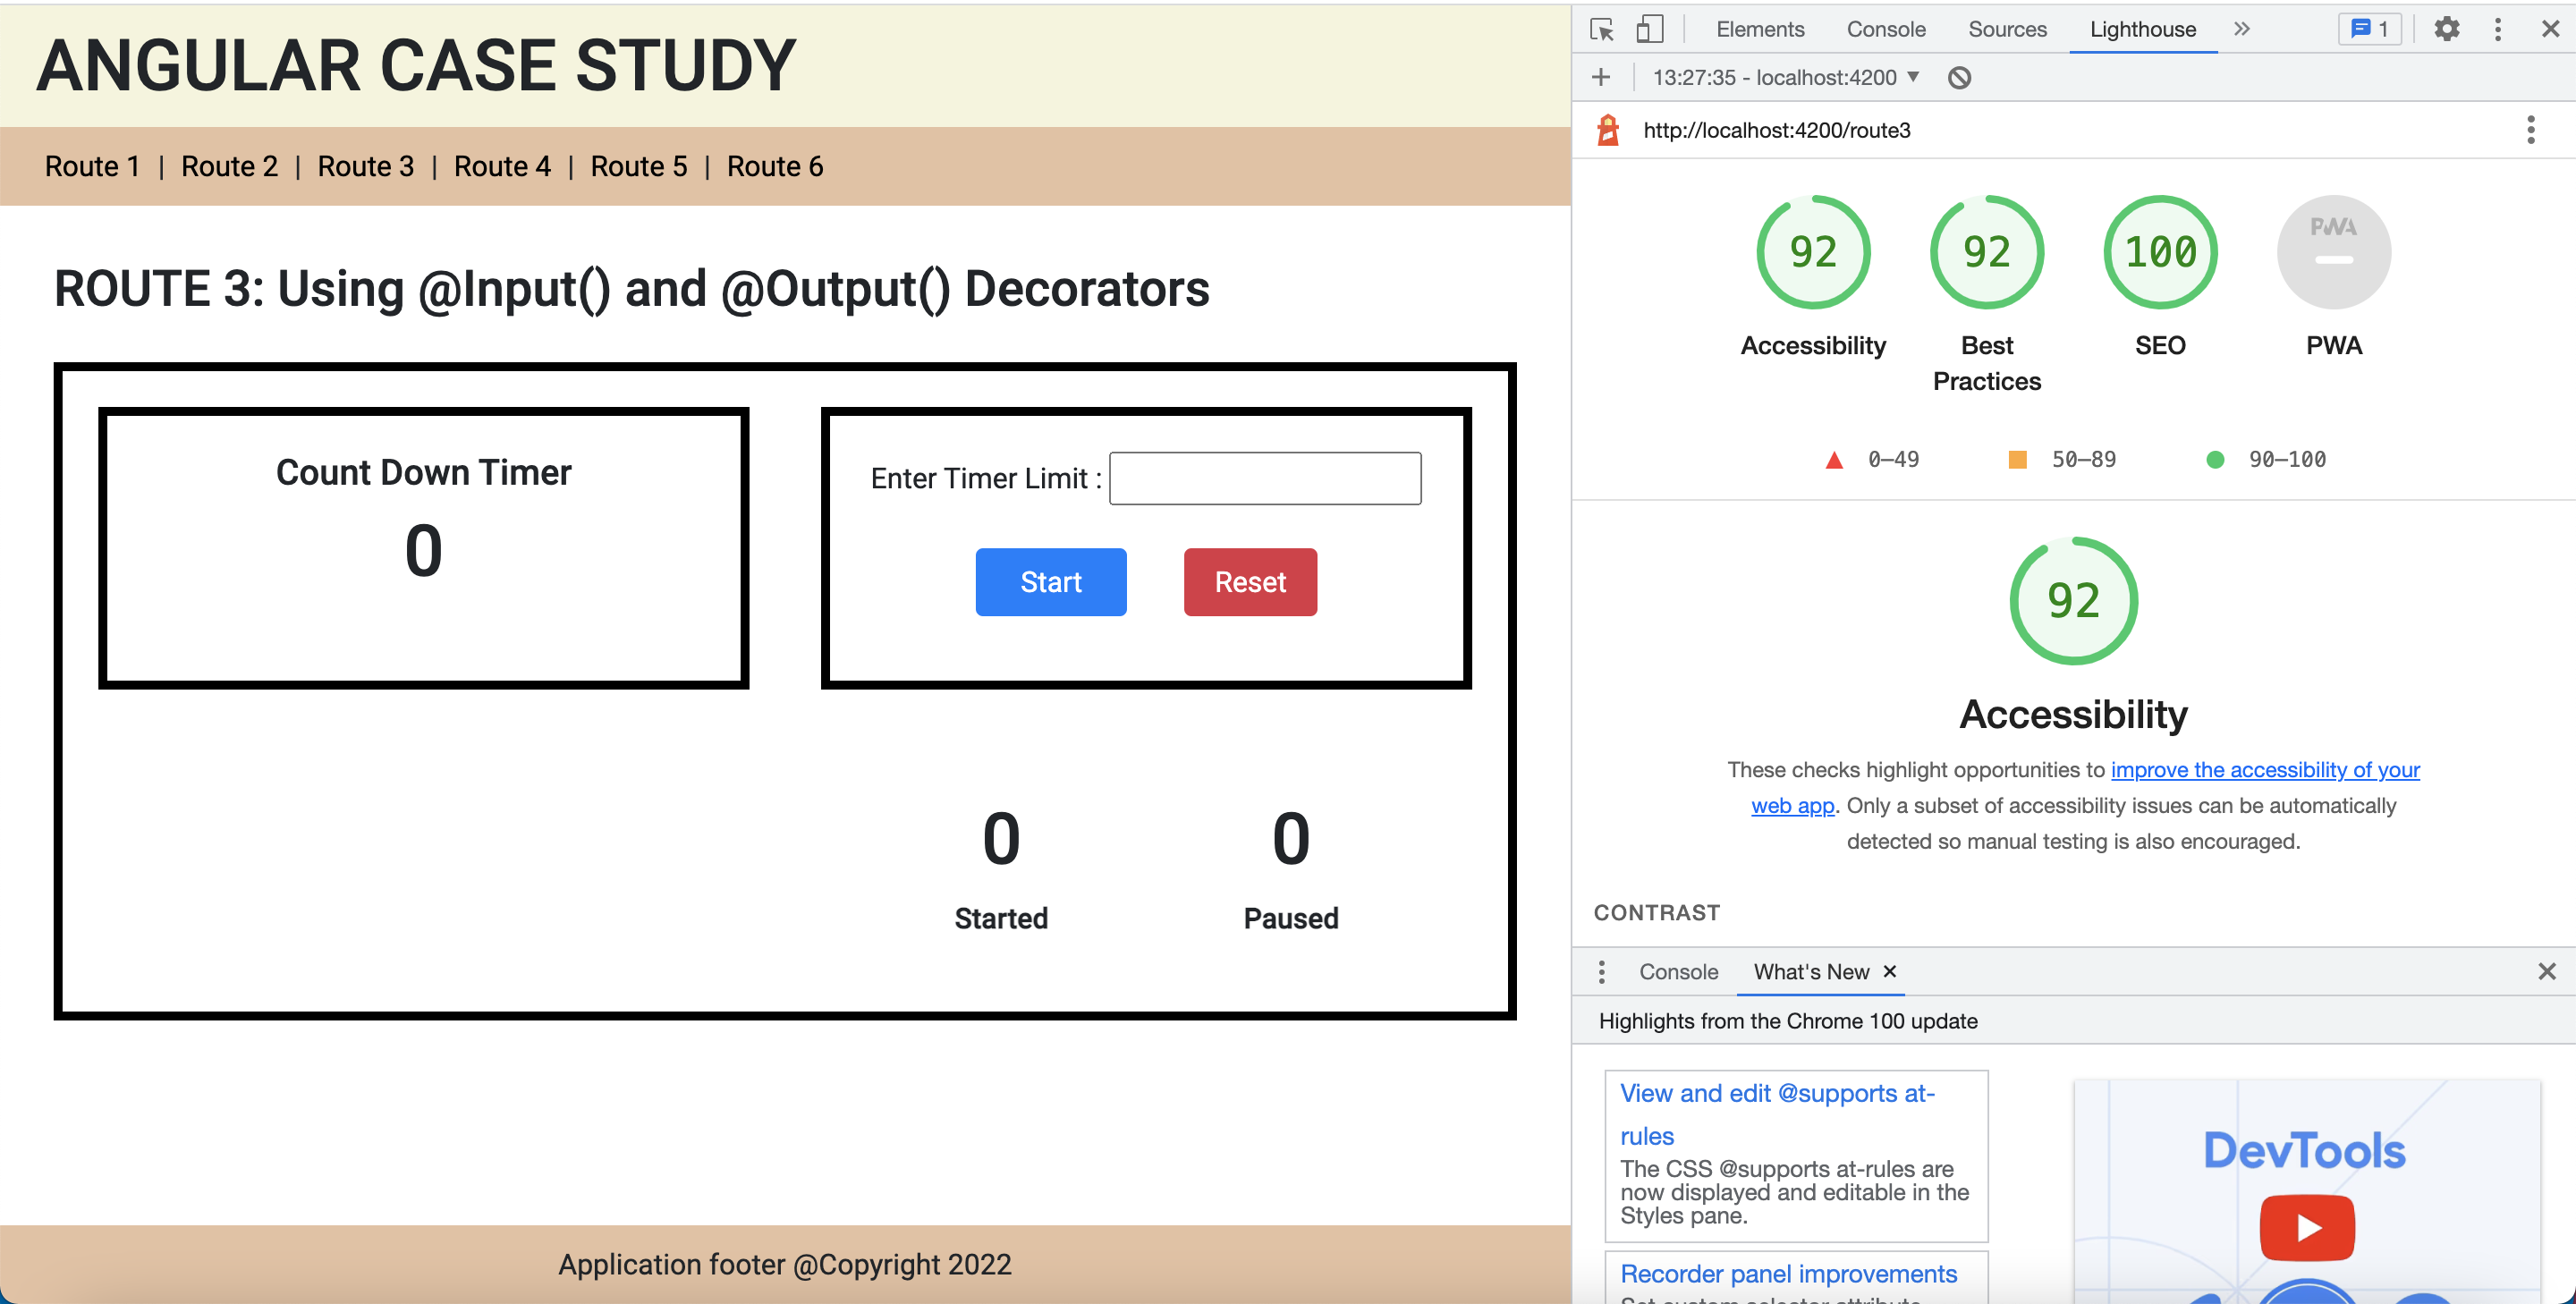 ANGULAR CASE STUDY
Route 1 | Route 2 | Route 3 | Route 4 | Route 5 | Route 6
ROUTE 3: Using @Input() and @Output() Decorators
Count Down Timer
0
Enter Timer Limit :
Start Reset
0 0
Started Paused
Application footer @Copyright 2022
Elements Console Sources Lighthouse 1
13:27:35 - localhost:4200
http://localhost:4200/route3
92 92 100 PWA
Accessibility Best Practices SEO PWA
0–49 50–89 90–100
92
Accessibility
These checks highlight opportunities to improve the accessibility of your
web app. Only a subset of accessibility issues can be automatically
detected so manual testing is also encouraged.
CONTRAST
Console What's New
Highlights from the Chrome 100 update
View and edit @supports at-
rules
The CSS @supports at-rules are
now displayed and editable in the
Styles pane.
DevTools
Recorder panel improvements